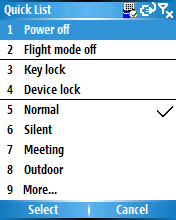 Quick List
1 Power off
2 Flight mode off
3 Key lock
4 Device lock
5 Normal
6 Silent
7 Meeting
8 Outdoor
9 More...
Select Cancel